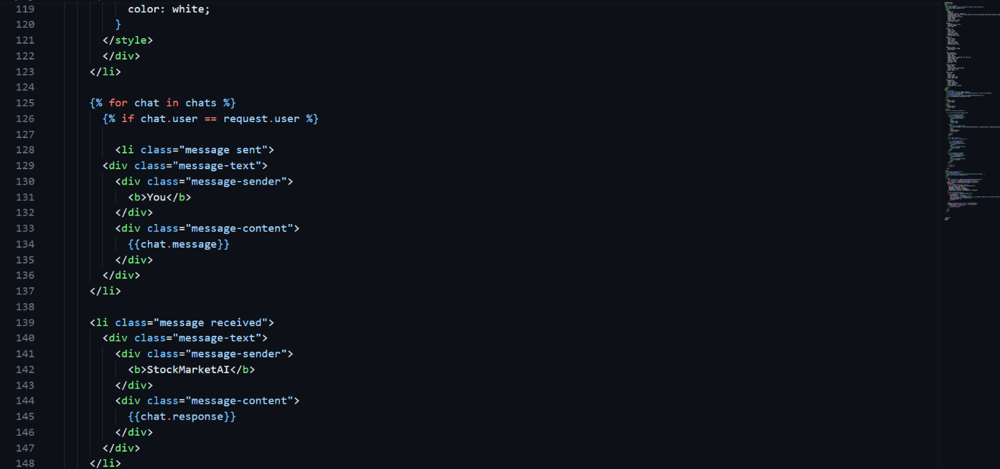 119 color: white;
120 }
121 </style>
122 </div>
123 </li>
124
125 {% for chat in chats %}
126 {% if chat.user == request.user %}
127
128 <li class="message sent">
129 <div class="message-text">
130 <div class="message-sender">
131 <b>You</b>
132 </div>
133 <div class="message-content">
134 {{chat.message}}
135 </div>
136 </div>
137 </li>
138
139 <li class="message received">
140 <div class="message-text">
141 <div class="message-sender">
142 <b>StockMarketAI</b>
143 </div>
144 <div class="message-content">
145 {{chat.response}}
146 </div>
147 </div>
148 </li>